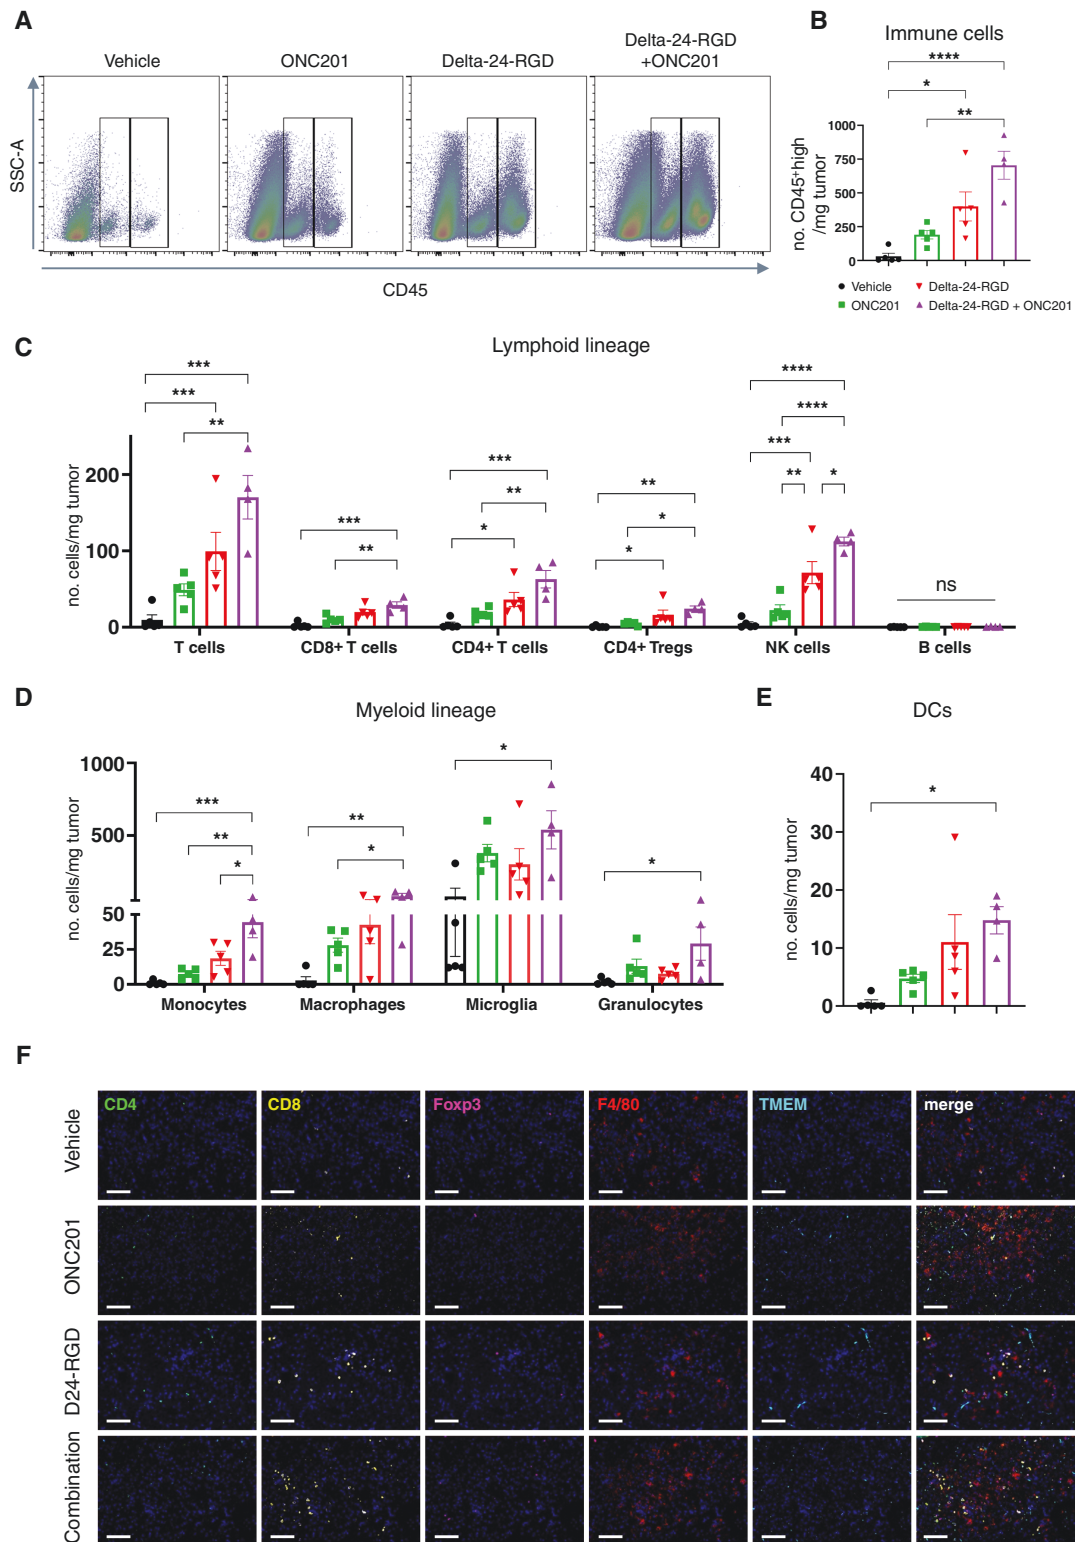 A
Vehicle
ONC201
Delta-24-RGD
Delta-24-RGD
+ONC201
SSC-A
CD45
B
Immune cells
****
*
**
no. CD45+high
/mg tumor
1000
750
500
250
0
Vehicle
Delta-24-RGD
ONC201
Delta-24-RGD + ONC201
C
Lymphoid lineage
no. cells/mg tumor
200
100
0
***
***
**
***
**
***
**
*
**
*
*
****
****
***
**
*
ns
T cells
CD8+ T cells
CD4+ T cells
CD4+ Tregs
NK cells
B cells
D
Myeloid lineage
no. cells/mg tumor
1000
500
50
25
0
***
**
*
**
*
*
*
Monocytes
Macrophages
Microglia
Granulocytes
E
DCs
no. cells/mg tumor
40
30
20
10
0
*
F
CD4
CD8
Foxp3
F4/80
TMEM
merge
Vehicle
ONC201
D24-RGD
Combination